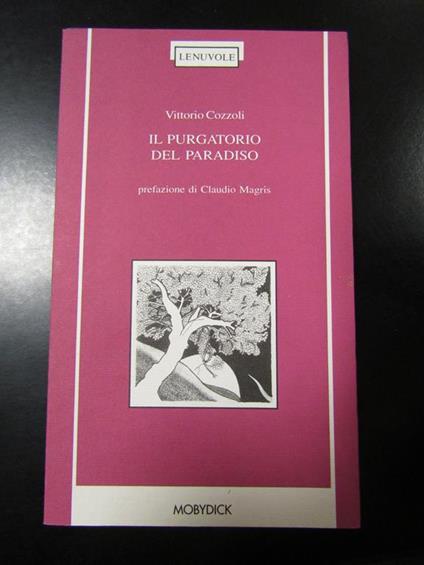 LENUVOLE
Vittorio Cozzoli
IL PURGATORIO
DEL PARADISO
prefazione di Claudio Magris
MOBYDICK